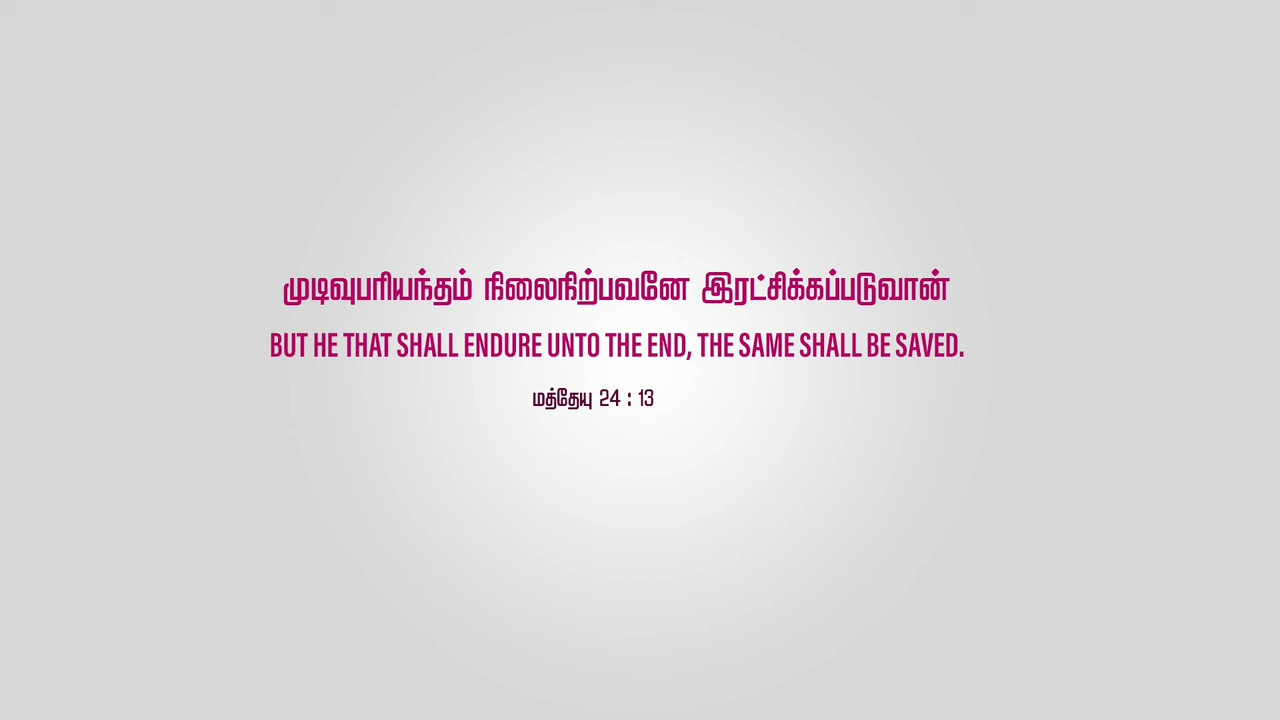 முடிவுபரியந்தம் நிலைநிற்பவனே இரட்சிக்கப்படுவான்
BUT HE THAT SHALL ENDURE UNTO THE END, THE SAME SHALL BE SAVED.
மத்தேயு 24 : 13